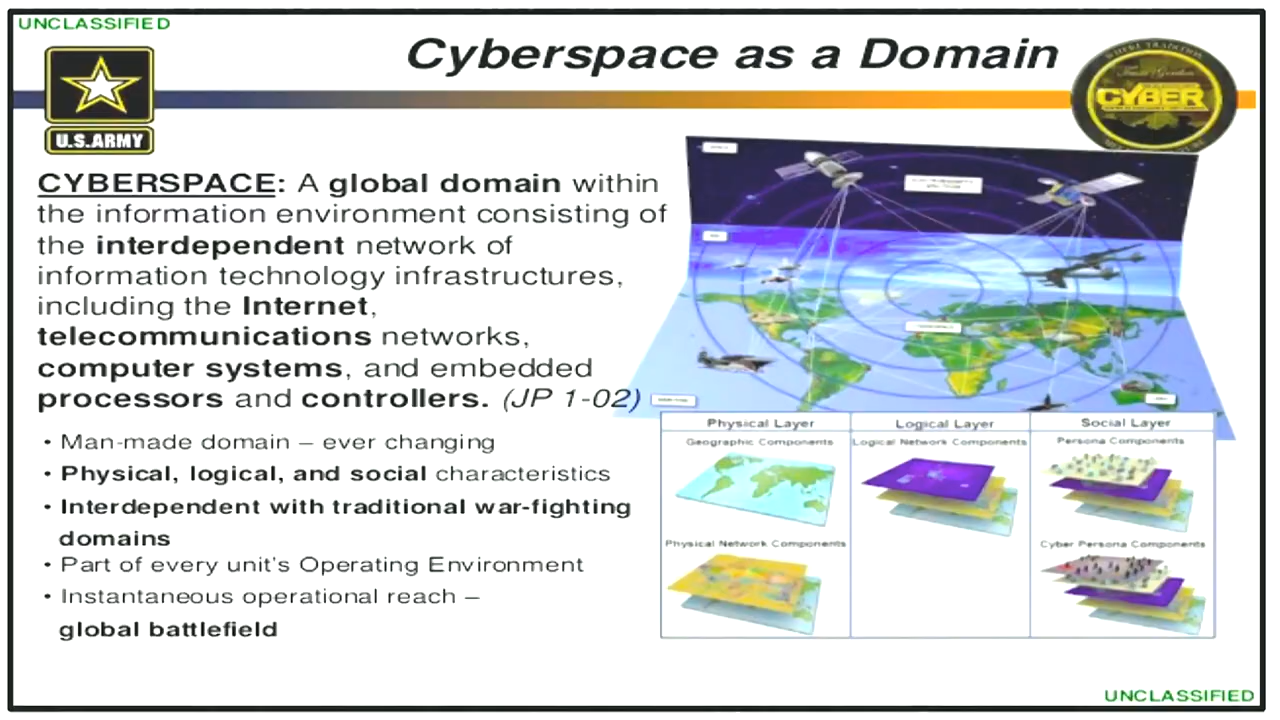 UNCLASSIFIED
Cyberspace as a Domain
U.S.ARMY
CYBER
CYBERSPACE: A global domain within
the information environment consisting of
the interdependent network of
information technology infrastructures,
including the Internet,
telecommunications networks,
computer systems, and embedded
processors and controllers. (JP 1-02)
• Man-made domain – ever changing
• Physical, logical, and social characteristics
• Interdependent with traditional war-fighting
domains
• Part of every unit's Operating Environment
• Instantaneous operational reach –
global battlefield
Physical Layer
Logical Layer
Social Layer
Geographic Components
Logical Network Components
Persona Components
Physical Network Components
Cyber Persona Components
UNCLASSIFIED